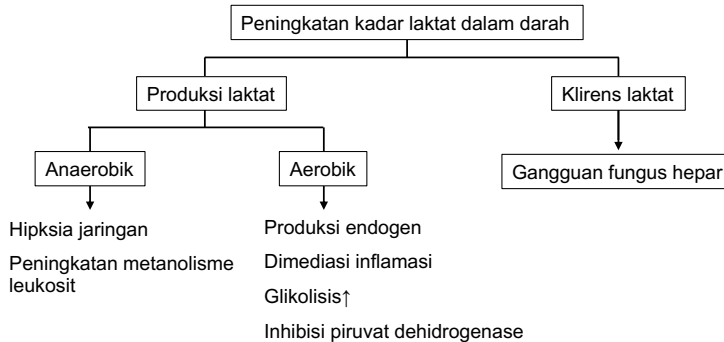 Peningkatan kadar laktat dalam darah
Produksi laktat
Klirens laktat
Anaerobik
Aerobik
Gangguan fungus hepar
Hipksia jaringan
Peningkatan metanolisme
leukosit
Produksi endogen
Dimediasi inflamasi
Glikolisis↑
Inhibisi piruvat dehidrogenase